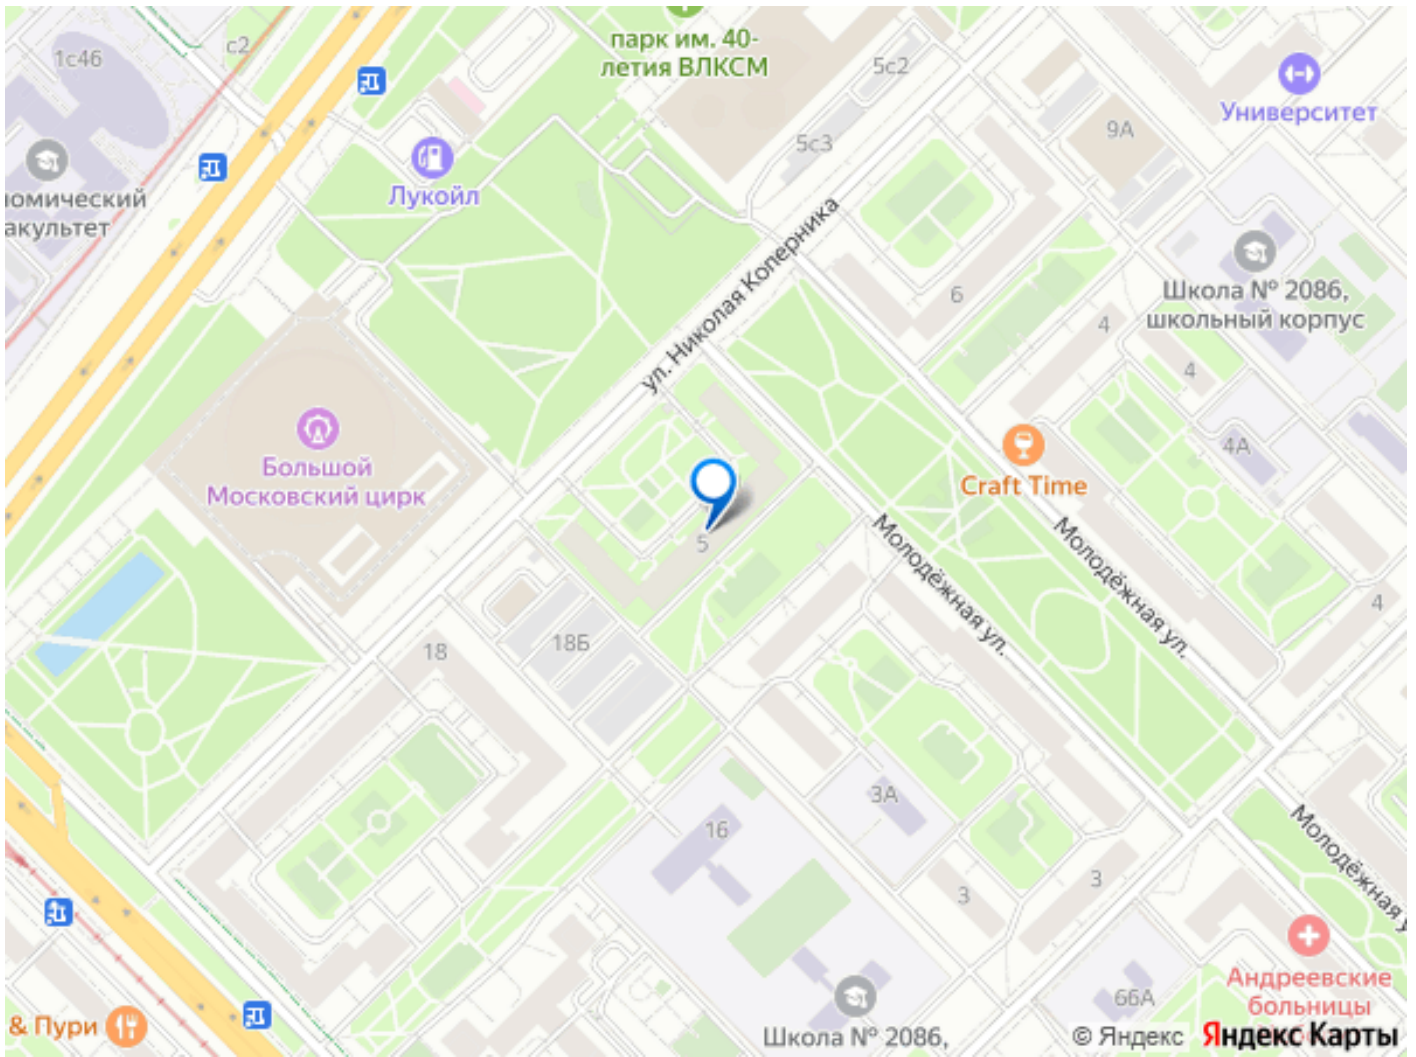 1с46
с2
парк им. 40-
летия ВЛКСМ
5с2
Университет
9А
5с3
Лукойл
номический
акультет
ул. Николая Коперника
6
Школа № 2086,
школьный корпус
4
4
4А
Большой
Московский цирк
Craft Time
5
Молодёжная ул.
Молодёжная ул.
4
18
18Б
3А
16
3
3
Молодёжная у
Андреевские
больницы
66А
& Пури
Школа № 2086,
© Яндекс Яндекс Карты